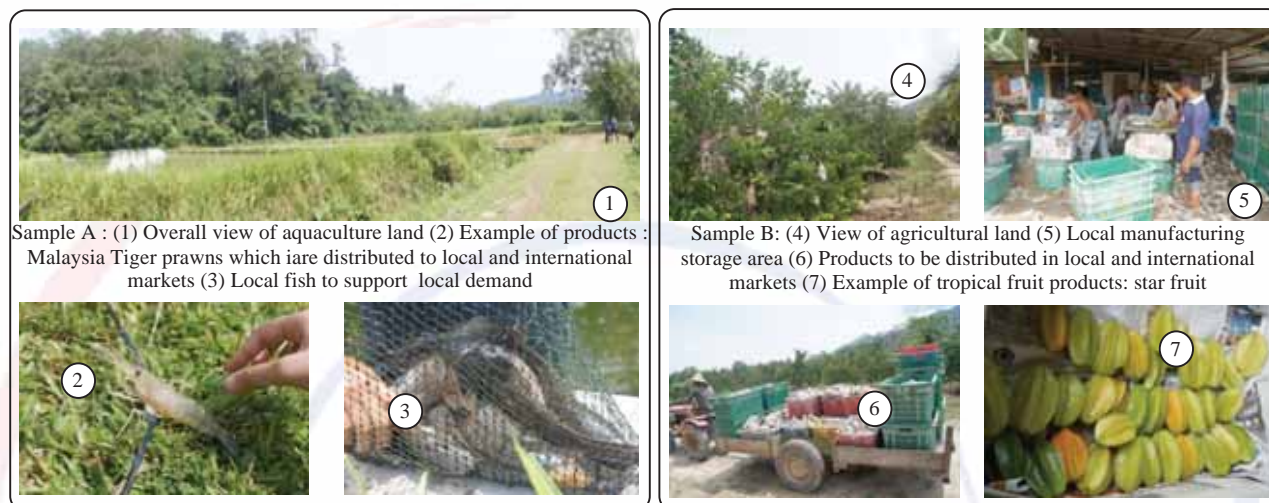 1
Sample A : (1) Overall view of aquaculture land (2) Example of products :
Malaysia Tiger prawns which iare distributed to local and international
markets (3) Local fish to support local demand
2
3
4
5
Sample B: (4) View of agricultural land (5) Local manufacturing
storage area (6) Products to be distributed in local and international
markets (7) Example of tropical fruit products: star fruit
6
7